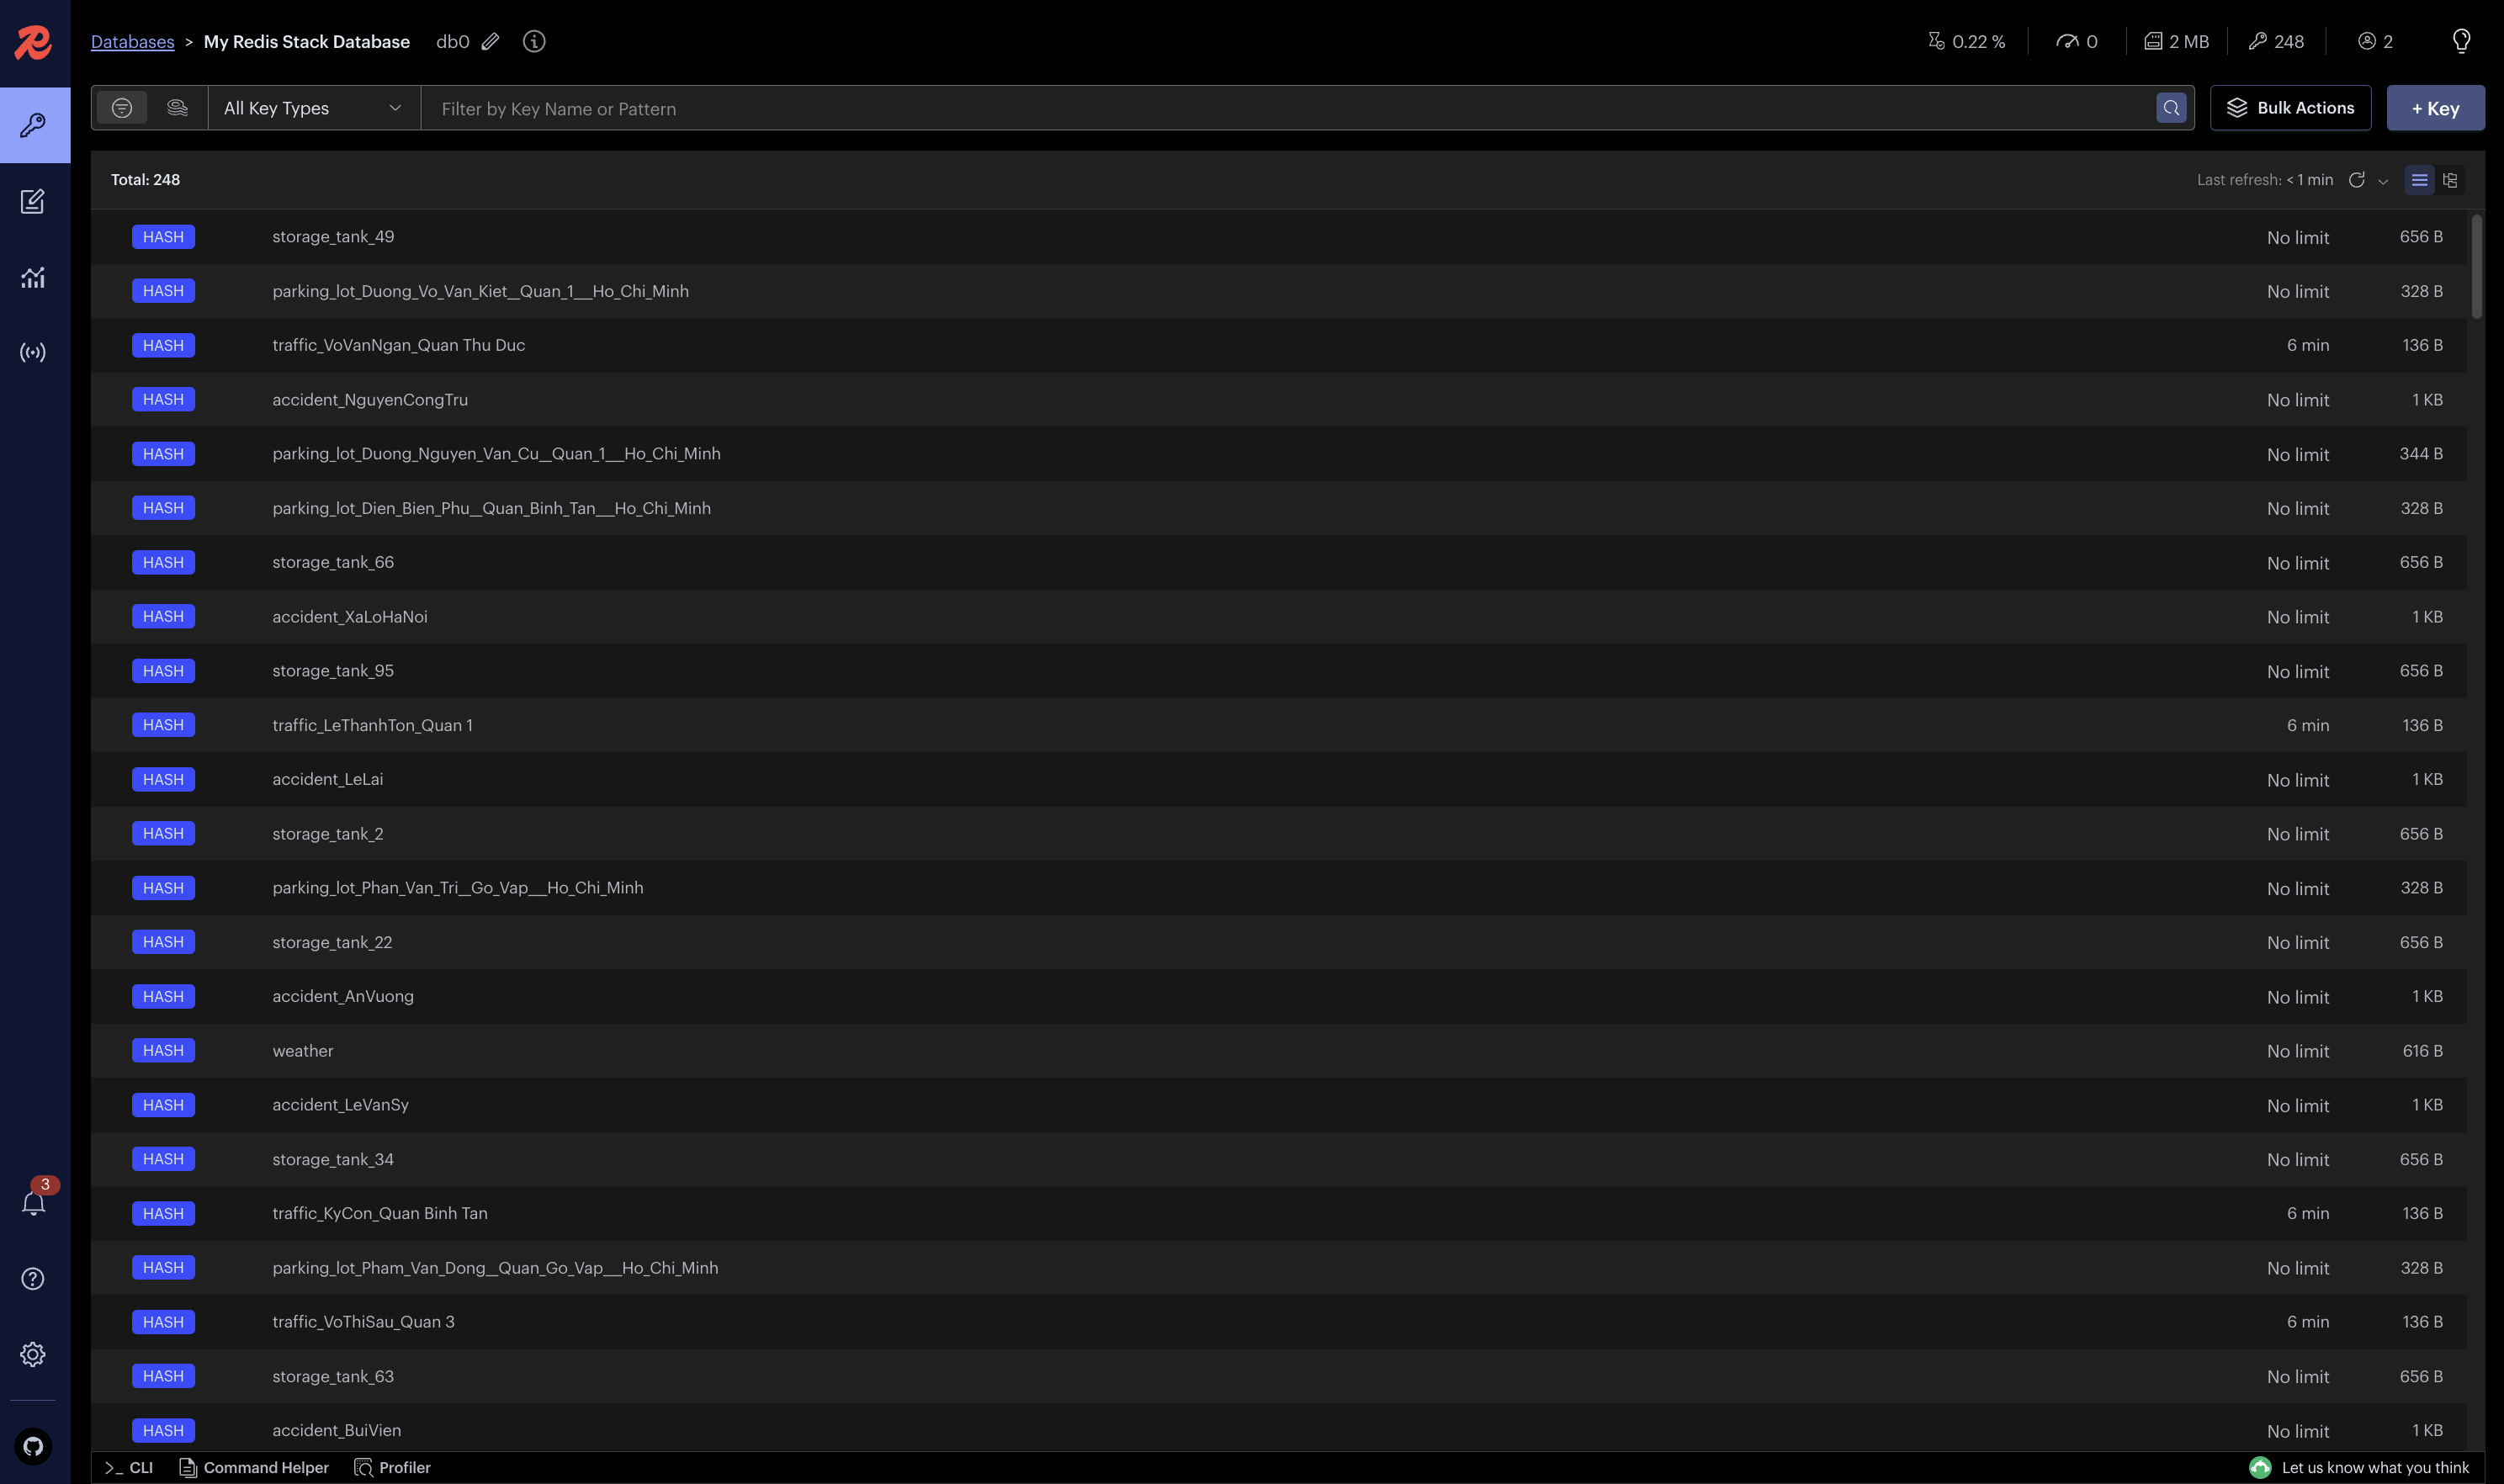 Databases > My Redis Stack Database db0 0.22 % 0 2 MB 248 2
All Key Types Filter by Key Name or Pattern Bulk Actions + Key
Total: 248 Last refresh: < 1 min
HASH storage_tank_49 No limit 656 B
HASH parking_lot_Duong_Vo_Van_Kiet__Quan_1___Ho_Chi_Minh No limit 328 B
HASH traffic_VoVanNgan_Quan Thu Duc 6 min 136 B
HASH accident_NguyenCongTru No limit 1 KB
HASH parking_lot_Duong_Nguyen_Van_Cu__Quan_1___Ho_Chi_Minh No limit 344 B
HASH parking_lot_Dien_Bien_Phu__Quan_Binh_Tan___Ho_Chi_Minh No limit 328 B
HASH storage_tank_66 No limit 656 B
HASH accident_XaLoHaNoi No limit 1 KB
HASH storage_tank_95 No limit 656 B
HASH traffic_LeThanhTon_Quan 1 6 min 136 B
HASH accident_LeLai No limit 1 KB
HASH storage_tank_2 No limit 656 B
HASH parking_lot_Phan_Van_Tri__Go_Vap___Ho_Chi_Minh No limit 328 B
HASH storage_tank_22 No limit 656 B
HASH accident_AnVuong No limit 1 KB
HASH weather No limit 616 B
HASH accident_LeVanSy No limit 1 KB
HASH storage_tank_34 No limit 656 B
3
HASH traffic_KyCon_Quan Binh Tan 6 min 136 B
HASH parking_lot_Pham_Van_Dong__Quan_Go_Vap___Ho_Chi_Minh No limit 328 B
HASH traffic_VoThiSau_Quan 3 6 min 136 B
HASH storage_tank_63 No limit 656 B
HASH accident_BuiVien No limit 1 KB
>_ CLI Command Helper Profiler Let us know what you think